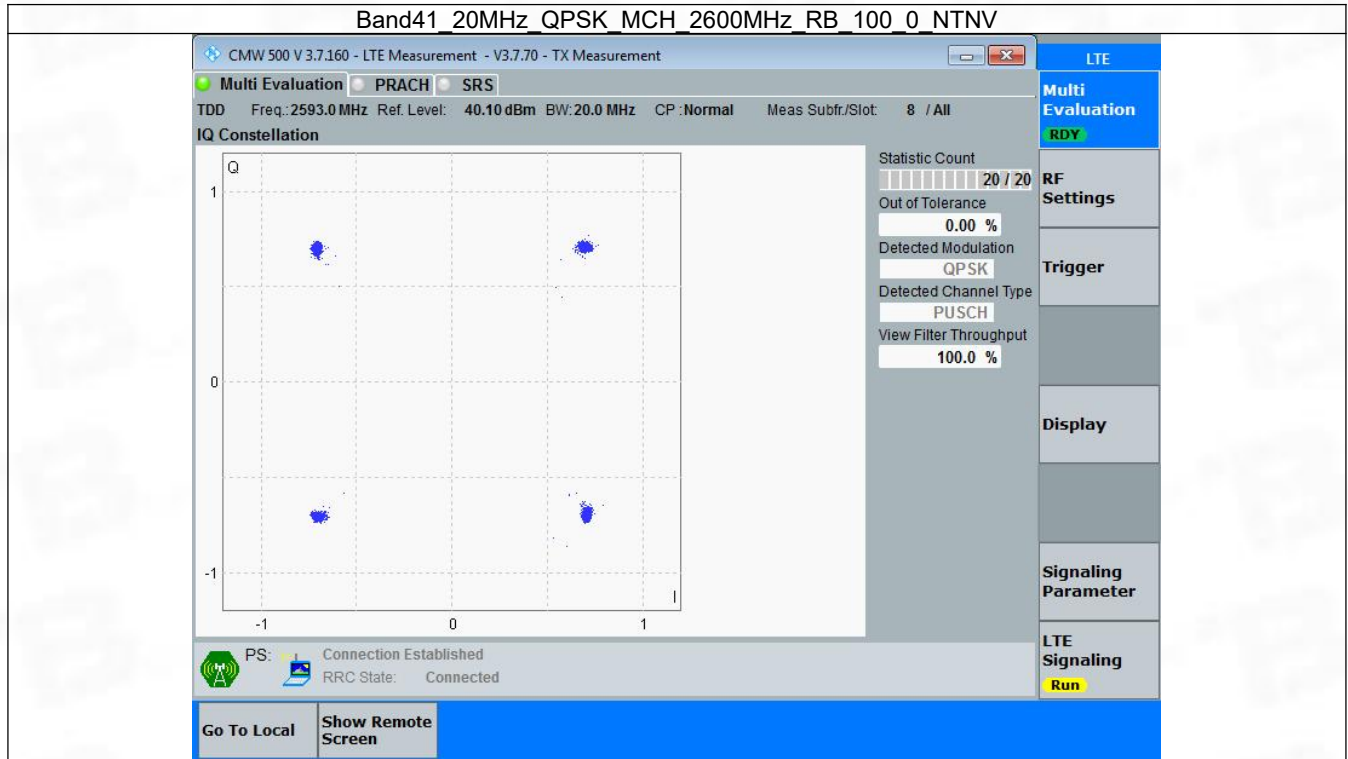 Band41_20MHz_QPSK_MCH_2600MHz_RB_100_0_NTNV
CMW 500 V 3.7.160 - LTE Measurement - V3.7.70 - TX Measurement
LTE
Multi Evaluation PRACH SRS
Multi
Evaluation
RDY
TDD Freg.:2593.0 MHz Ref. Level: 40.10 dBm BW:20.0 MHz CP :Normal Meas Subfr./Slot: 8 / All
IQ Constellation
Q
1
0
-1
I
-1 0 1
Statistic Count
20 / 20
Out of Tolerance
0.00 %
Detected Modulation
QPSK
Detected Channel Type
PUSCH
View Filter Throughput
100.0 %
RF
Settings
Trigger
Display
Signaling
Parameter
LTE
Signaling
Run
PS: Connection Established
RRC State: Connected
Go To Local
Show Remote
Screen